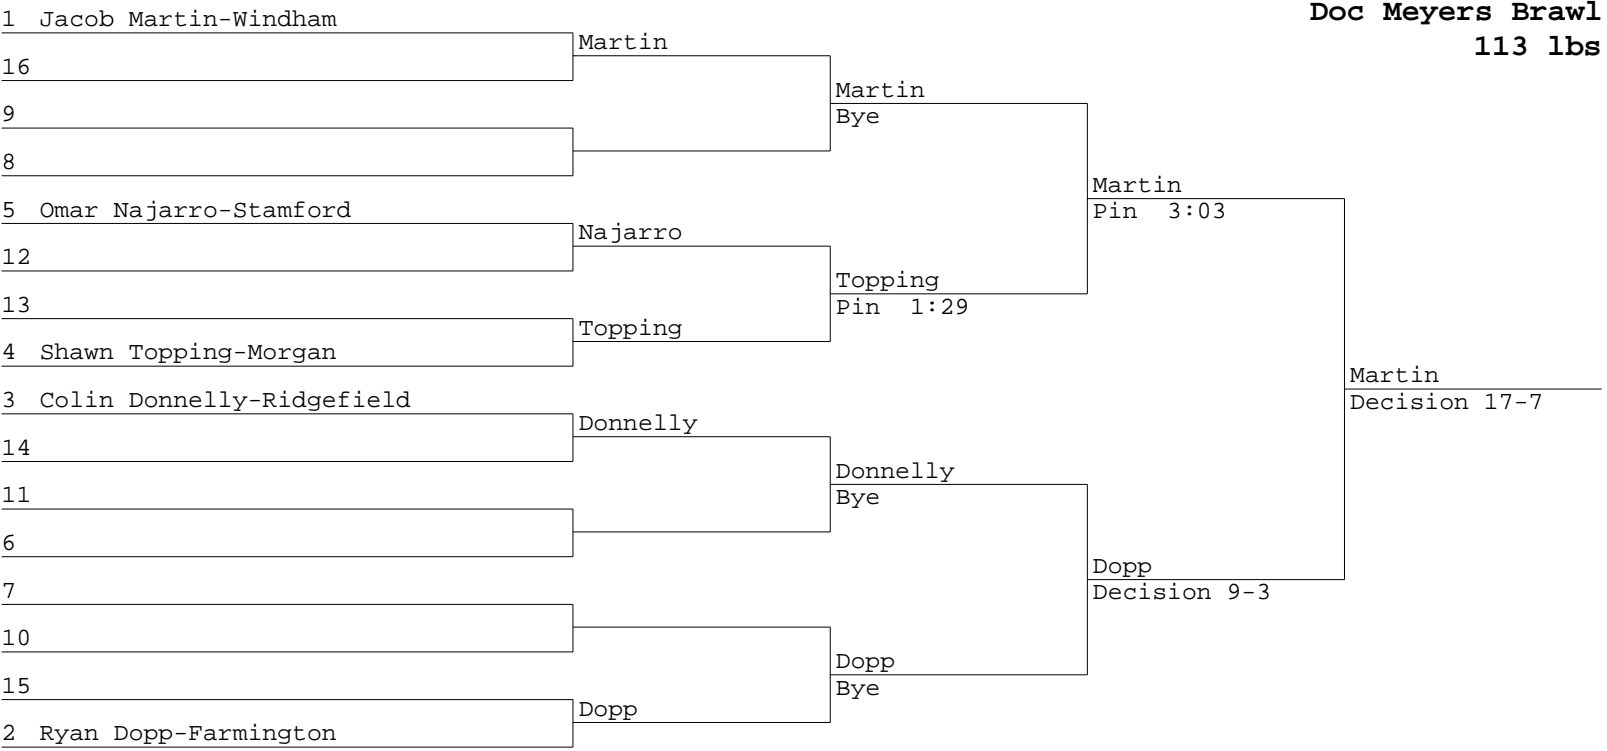 Doc Meyers Brawl
113 lbs
1 Jacob Martin-Windham
16
9
8
5 Omar Najarro-Stamford
12
13
4 Shawn Topping-Morgan
3 Colin Donnelly-Ridgefield
14
11
6
7
10
15
2 Ryan Dopp-Farmington
Martin
Najarro
Topping
Donnelly
Dopp
Martin
Bye
Topping
Pin 1:29
Donnelly
Bye
Dopp
Bye
Martin
Pin 3:03
Dopp
Decision 9-3
Martin
Decision 17-7